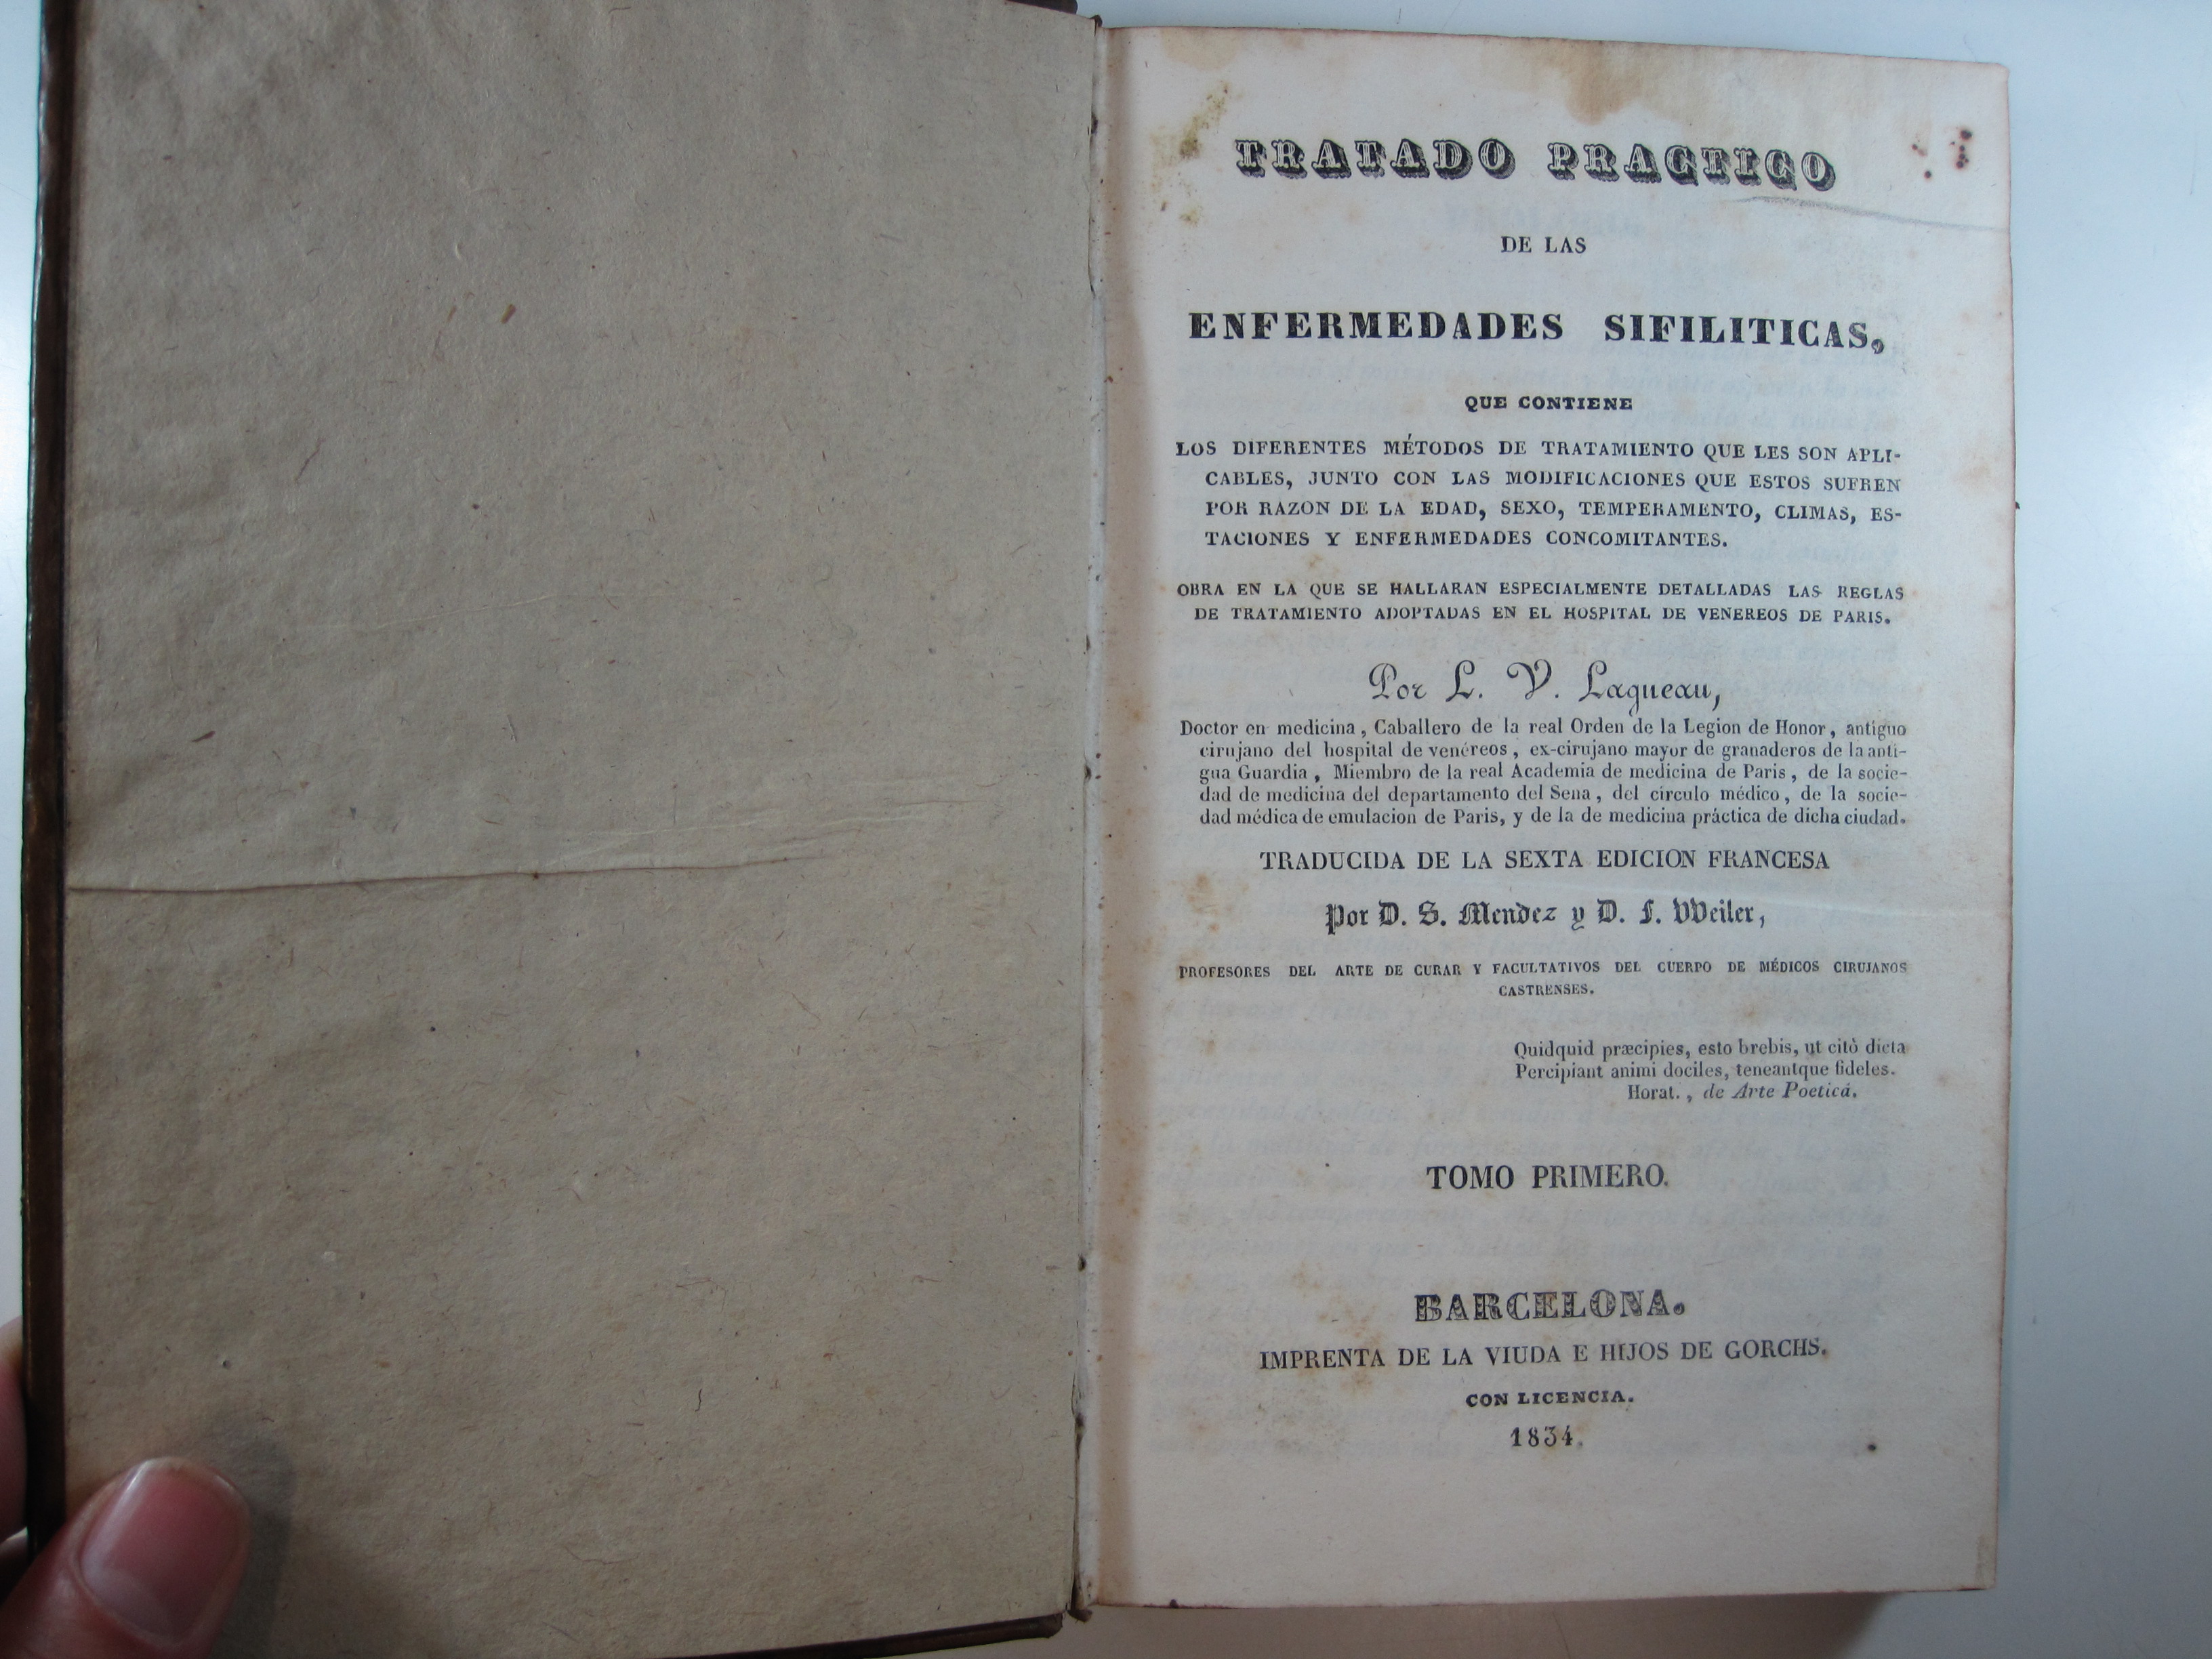 TRATADO PRACTICO
DE LAS
ENFERMEDADES SIFILITICAS,
QUE CONTIENE
LOS DIFERENTES MÉTODOS DE TRATAMIENTO QUE LES SON APLI-
CABLES, JUNTO CON LAS MODIFICACIONES QUE ESTOS SUFREN
POR RAZON DE LA EDAD, SEXO, TEMPERAMENTO, CLIMAS, ES-
TACIONES Y ENFERMEDADES CONCOMITANTES.
OBRA EN LA QUE SE HALLARAN ESPECIALMENTE DETALLADAS LAS REGLAS
DE TRATAMIENTO ADOPTADAS EN EL HOSPITAL DE VENEREOS DE PARIS.
Por L. V. Lagneau,
Doctor en medicina, Caballero de la real Orden de la Legion de Honor, antiguo
cirujano del hospital de venéreos, ex-cirujano mayor de granaderos de la anti-
gua Guardia, Miembro de la real Academia de medicina de Paris, de la socie-
dad de medicina del departamento del Sena, del círculo médico, de la socie-
dad médica de emulacion de Paris, y de la de medicina práctica de dicha ciudad.
TRADUCIDA DE LA SEXTA EDICION FRANCESA
Por D. S. Mendez y D. F. Weiler,
PROFESORES DEL ARTE DE CURAR Y FACULTATIVOS DEL CUERPO DE MÉDICOS CIRUJANOS
CASTRENSES.
Quidquid præcipies, esto brebis, ut citò dicta
Percipiant animi dociles, teneantque fideles.
Horat., de Arte Poeticá.
TOMO PRIMERO.
BARCELONA.
IMPRENTA DE LA VIUDA E HIJOS DE GORCHS.
CON LICENCIA.
1834.